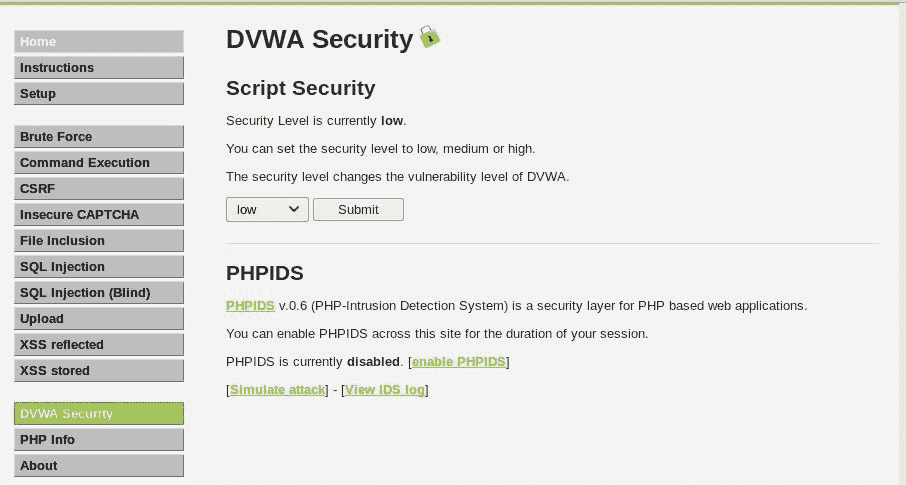 Home
Instructions
Setup
Brute Force
Command Execution
CSRF
Insecure CAPTCHA
File Inclusion
SQL Injection
SQL Injection (Blind)
Upload
XSS reflected
XSS stored
DVWA Security
PHP Info
About
DVWA Security
Script Security
Security Level is currently low.
You can set the security level to low, medium or high.
The security level changes the vulnerability level of DVWA.
low Submit
PHPIDS
PHPIDS v.0.6 (PHP-Intrusion Detection System) is a security layer for PHP based web applications.
You can enable PHPIDS across this site for the duration of your session.
PHPIDS is currently disabled. [enable PHPIDS]
[Simulate attack] - [View IDS log]